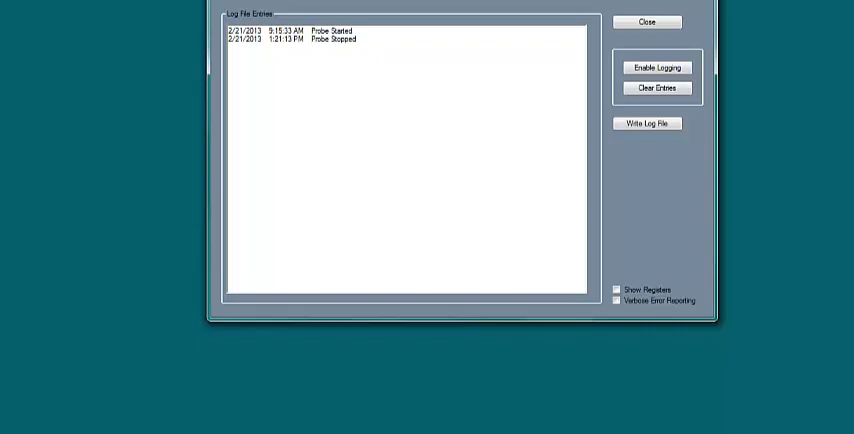 Log File Entries
2/21/2013 9:15:33 AM Probe Started
2/21/2013 1:21:13 PM Probe Stopped
Close
Enable Logging
Clear Entries
Write Log File
Show Registers
Verbose Error Reporting